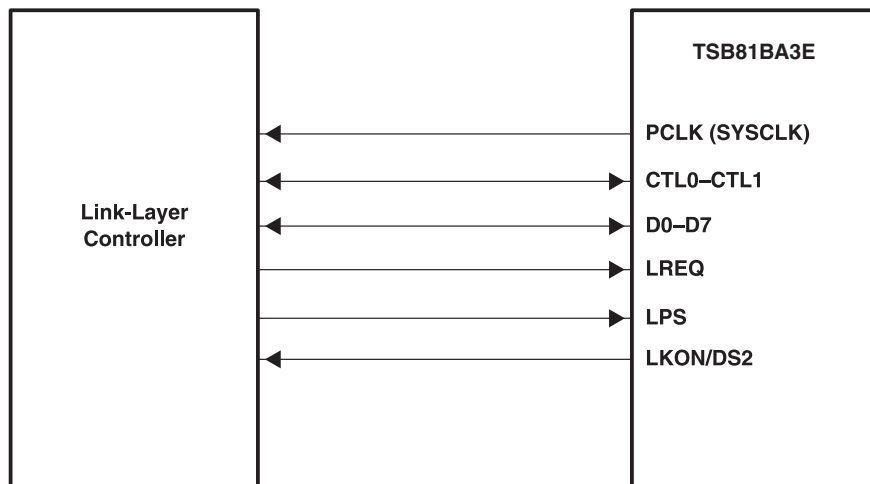 TSB81BA3E
PCLK (SYSCLK)
CTL0–CTL1
Link-Layer
Controller
D0–D7
LREQ
LPS
LKON/DS2